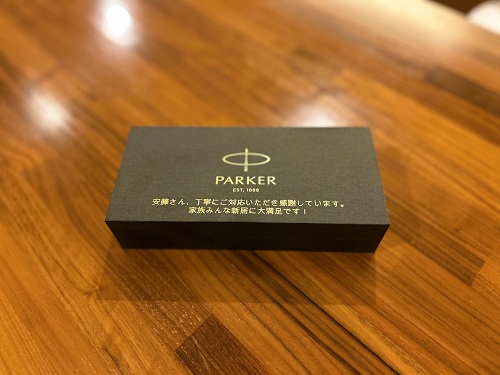 PARKER
EST. 1888
安藤さん、丁寧にご対応いただき感謝しています。
家族みんな新居に大満足です！